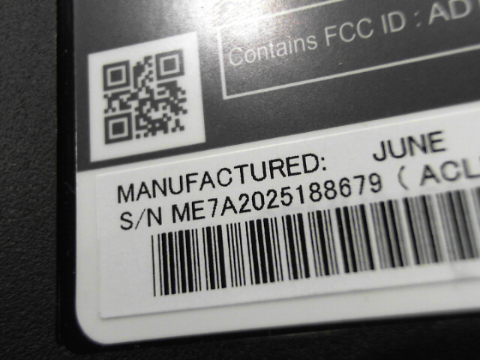 Contains FCC ID : AD
MANUFACTURED: JUNE
S/N ME7A2025188679 ( ACL